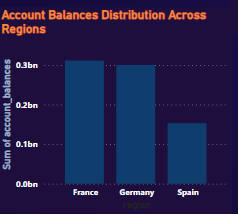 Account Balances Distribution Across
Regions
Sum of account_balances
0.3bn
0.2bn
0.1bn
0.0bn
France Germany Spain
region